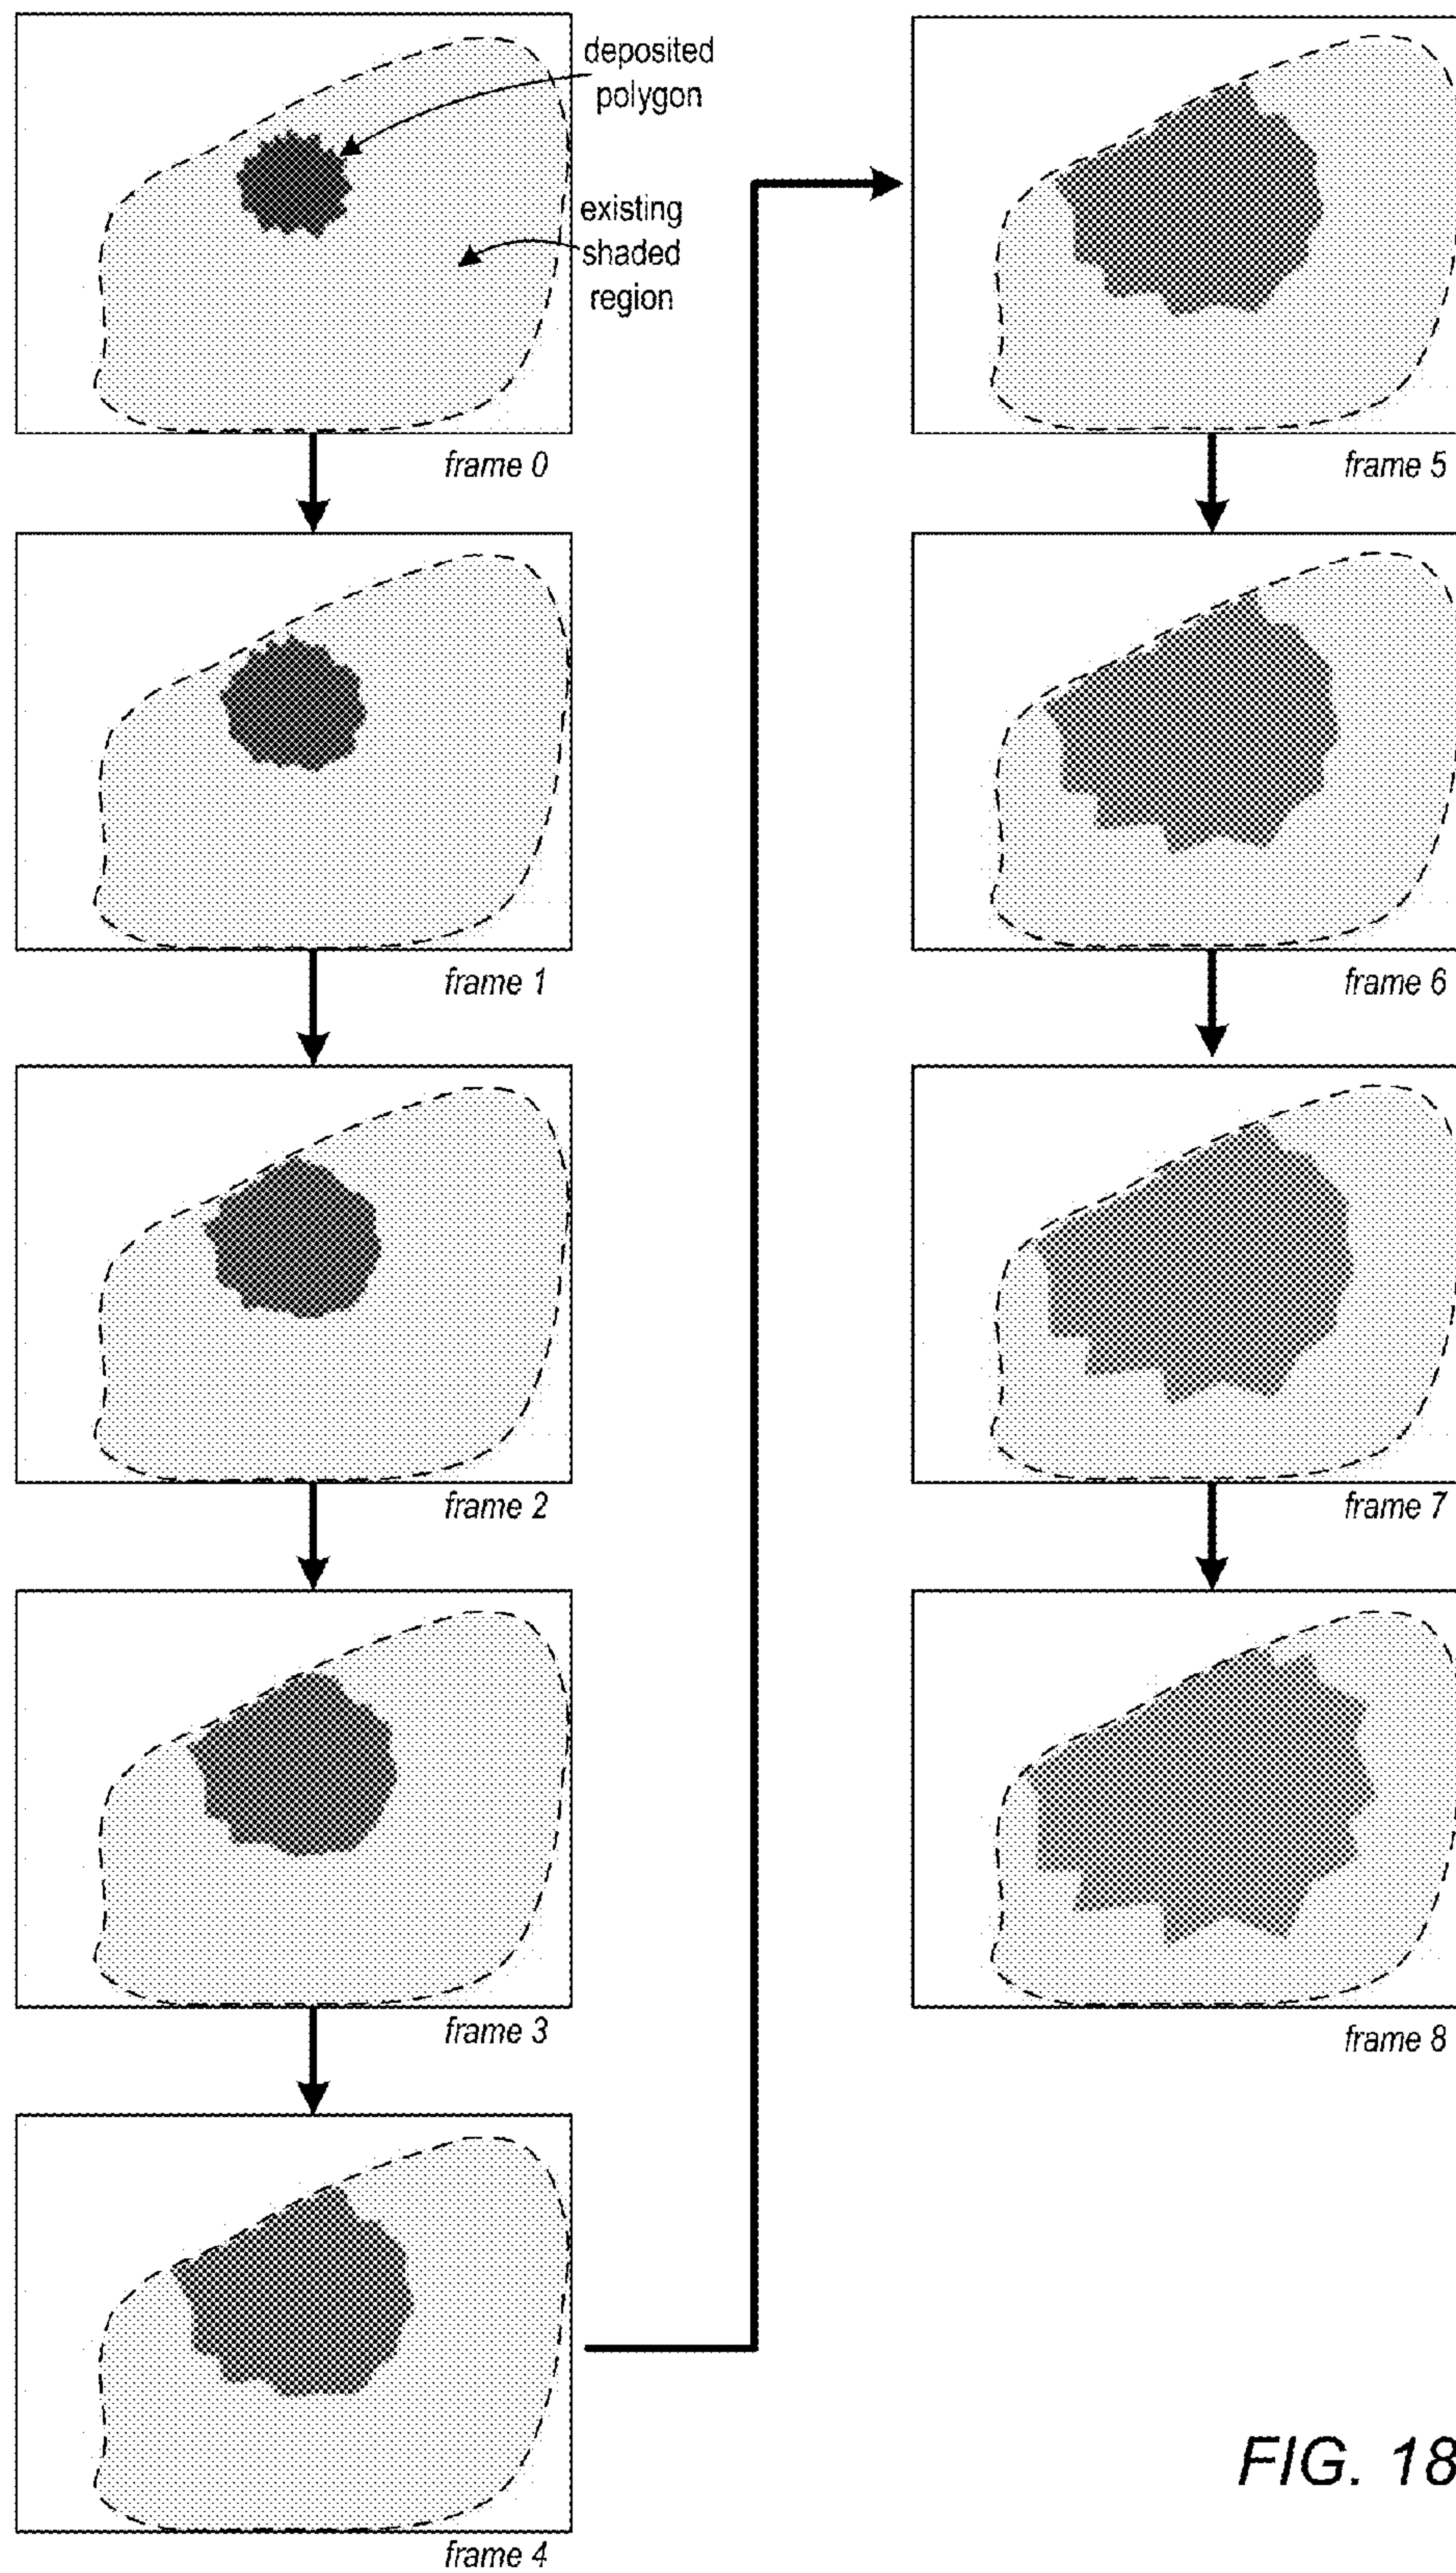 deposited
polygon
existing
shaded
region
frame 0
frame 1
frame 2
frame 3
frame 4
frame 5
frame 6
frame 7
frame 8
FIG. 18